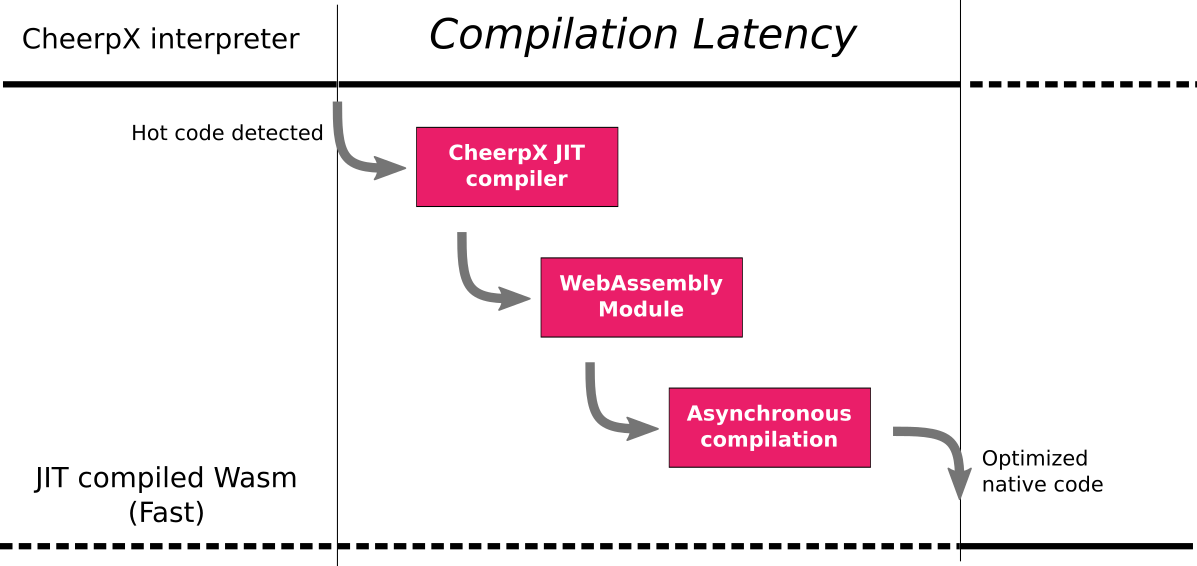 CheerpX interpreter
Compilation Latency
Hot code detected
CheerpX JIT
compiler
WebAssembly
Module
Asynchronous
compilation
Optimized
native code
JIT compiled Wasm
(Fast)